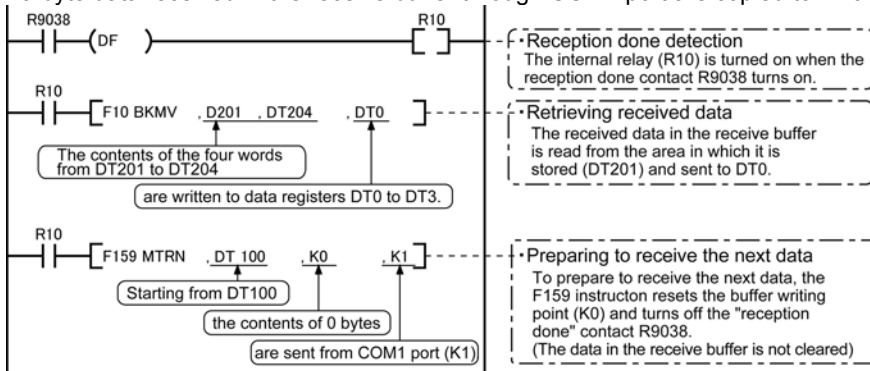 R9038
(DF )
R10
[ ]
·Reception done detection
The internal relay (R10) is turned on when the
reception done contact R9038 turns on.
R10
[F10 BKMV , D201 , DT204 , DT0 ]
·Retrieving received data
The received data in the receive buffer
is read from the area in which it is
stored (DT201) and sent to DT0.
The contents of the four words
from DT201 to DT204
are written to data registers DT0 to DT3.
R10
[F159 MTRN , DT 100 , K0 , K1 ]
·Preparing to receive the next data
To prepare to receive the next data, the
F159 instructon resets the buffer writing
point (K0) and turns off the "reception
done" contact R9038.
(The data in the receive buffer is not cleared)
Starting from DT100
the contents of 0 bytes
are sent from COM1 port (K1)